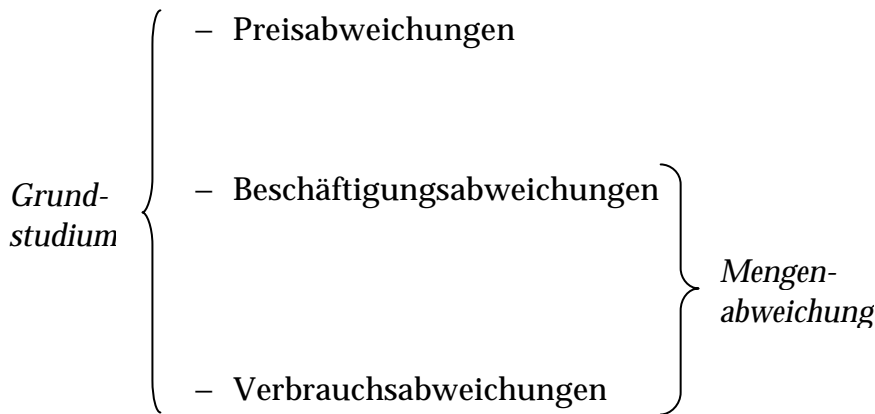 – Preisabweichungen
– Beschäftigungsabweichungen
Grund-
studium
Mengen-
abweichung
– Verbrauchsabweichungen